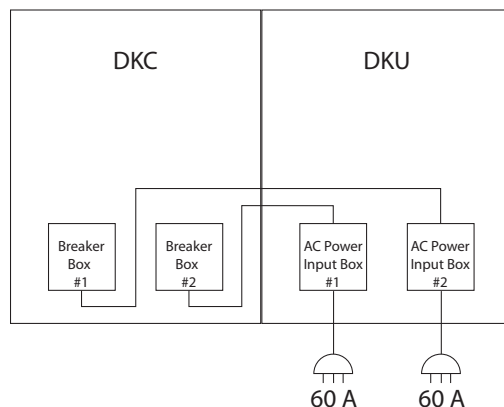 DKC
DKU
Breaker
Box
#1
Breaker
Box
#2
AC Power
Input Box
#1
AC Power
Input Box
#2
60 A
60 A